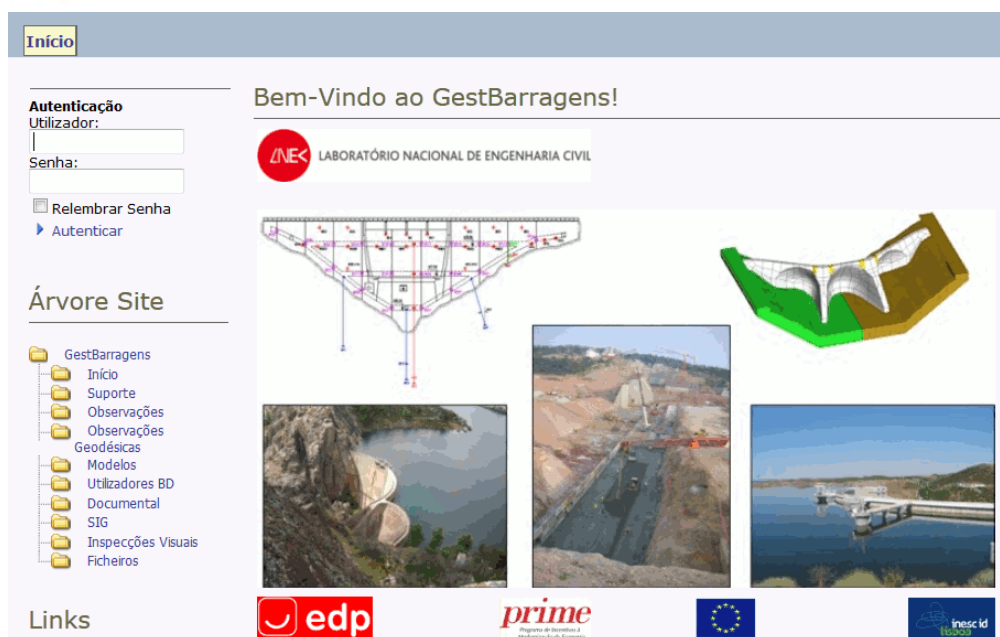 Início
Autenticação
Utilizador:
Senha:
Relembrar Senha
Autenticar
Árvore Site
GestBarragens
Início
Suporte
Observações
Observações
Geodésicas
Modelos
Utilizadores BD
Documental
SIG
Inspecções Visuais
Ficheiros
Links
Bem-Vindo ao GestBarragens!
LNEC LABORATÓRIO NACIONAL DE ENGENHARIA CIVIL
edp
prime
inesc id
lisboa